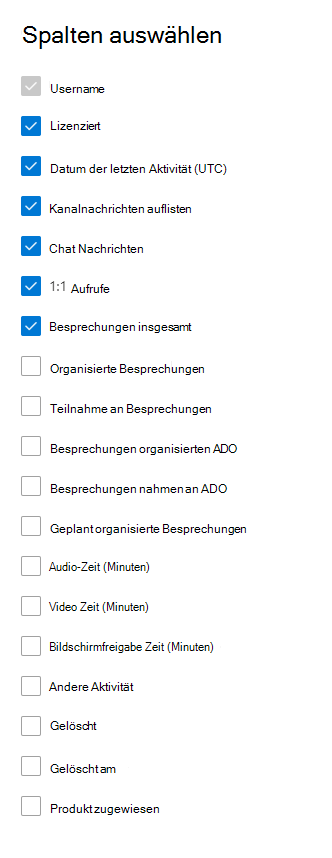 Spalten auswählen
Username
Lizenziert
Datum der letzten Aktivität (UTC)
Kanalnachrichten auflisten
Chat Nachrichten
1:1 Aufrufe
Besprechungen insgesamt
Organisierte Besprechungen
Teilnahme an Besprechungen
Besprechungen organisierten ADO
Besprechungen nahmen an ADO
Geplant organisierte Besprechungen
Audio-Zeit (Minuten)
Video Zeit (Minuten)
Bildschirmfreigabe Zeit (Minuten)
Andere Aktivität
Gelöscht
Gelöscht am
Produkt zugewiesen